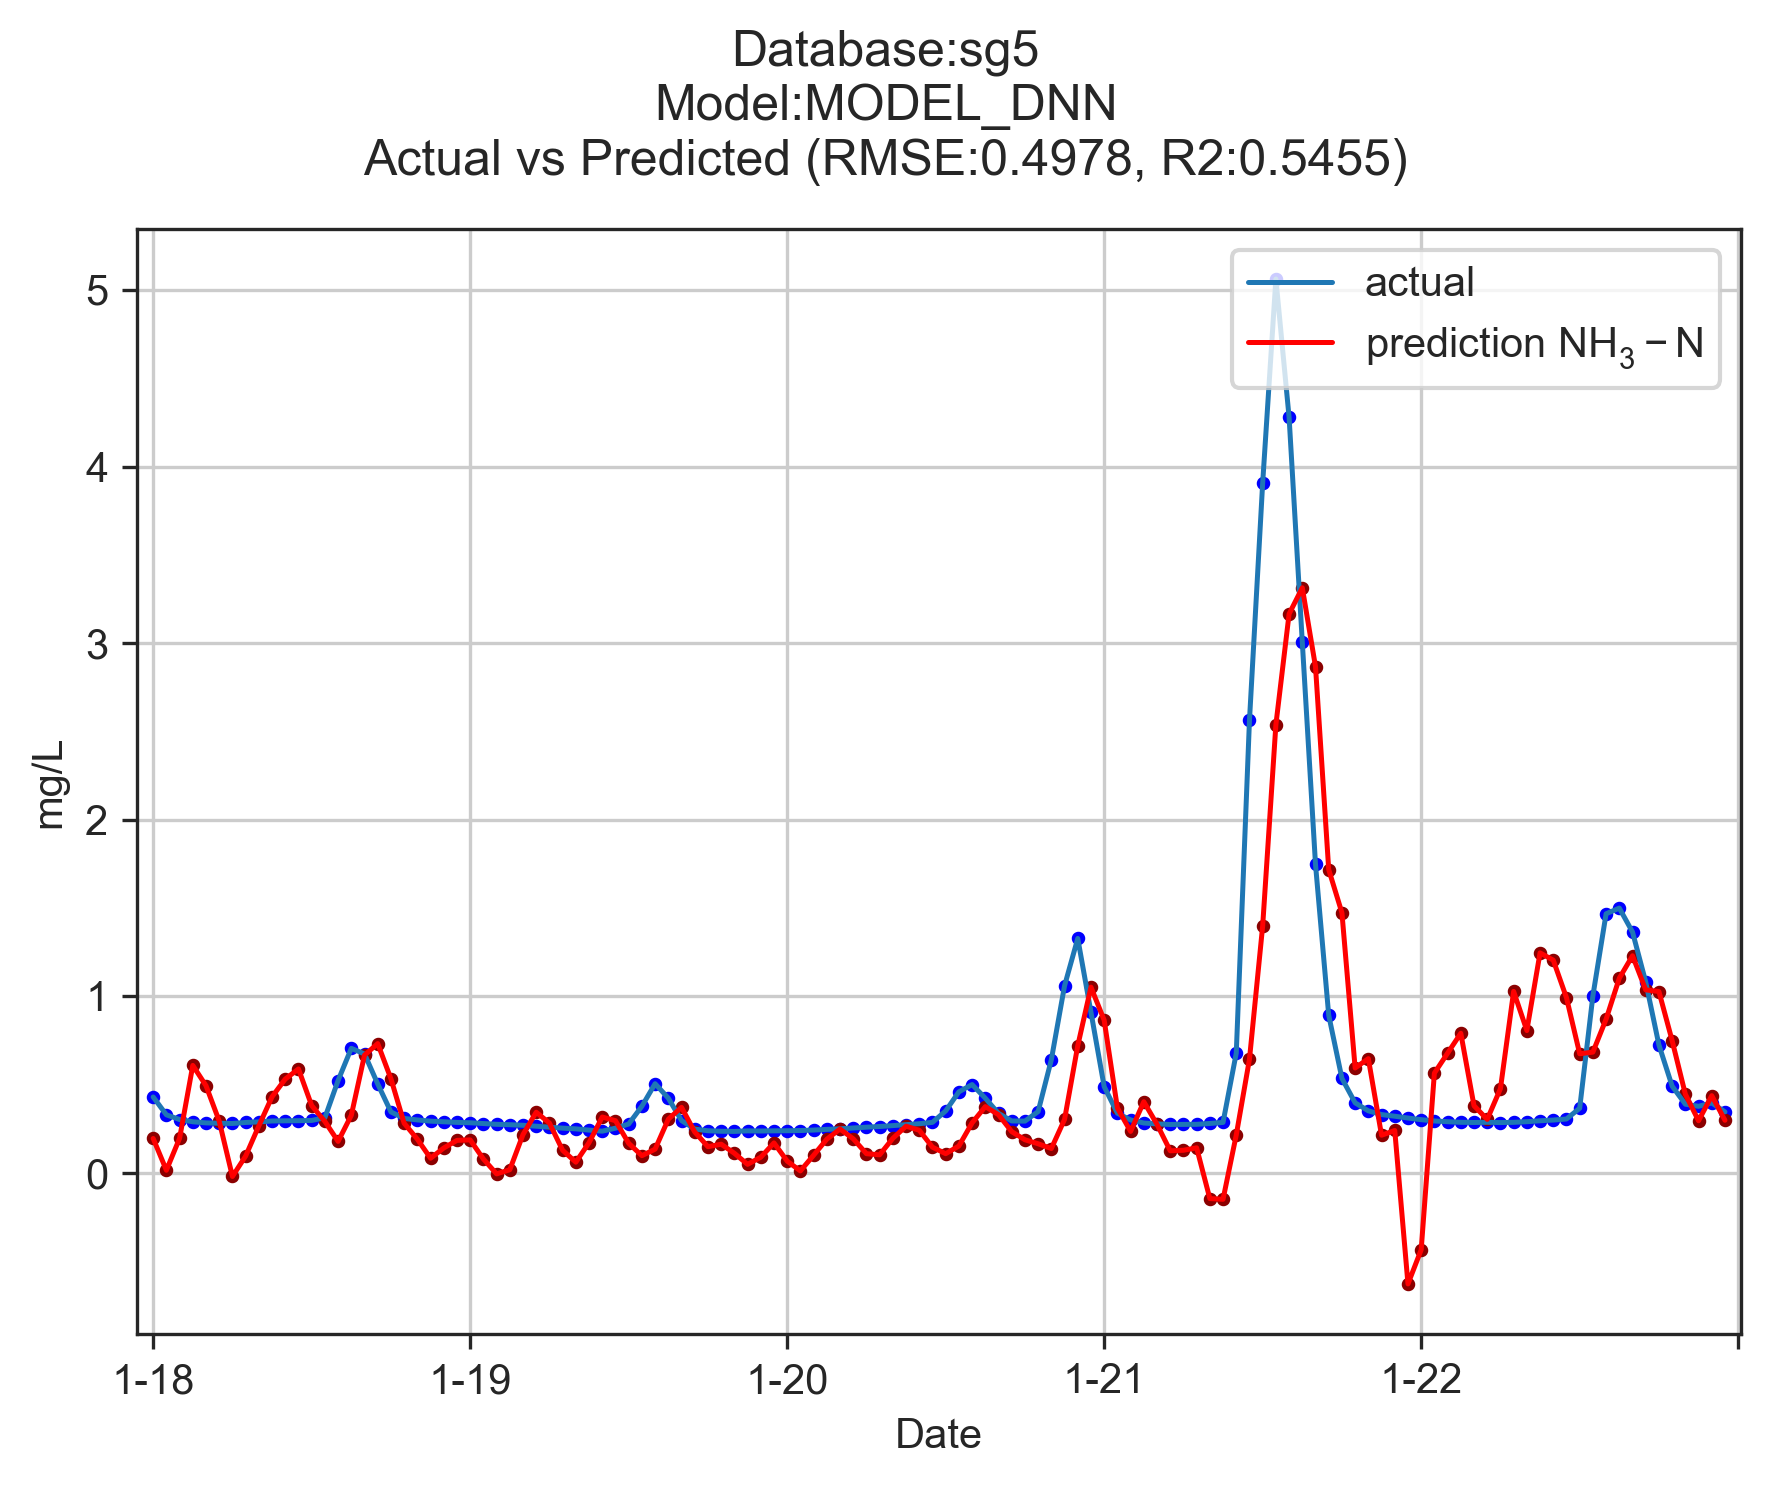 Database:sg5
Model:MODEL_DNN
Actual vs Predicted (RMSE:0.4978, R2:0.5455)
actual
prediction NH₃ − N
5
4
3
2
1
0
mg/L
1-18 1-19 1-20 1-21 1-22
Date